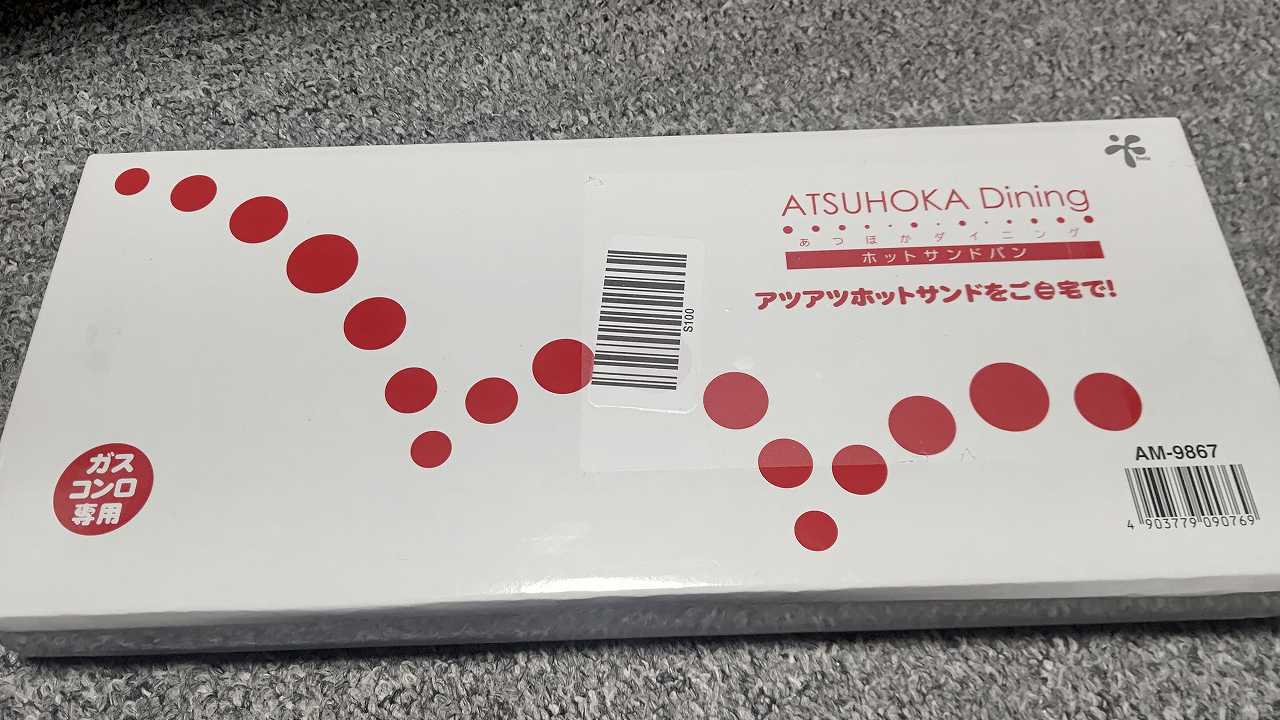 ATSUHOKA Dining
あつほかダイニング
ホットサンドパン
アツアツホットサンドをご自宅で!
S100
ガス
コンロ
専用
AM-9867
4 903779 090769